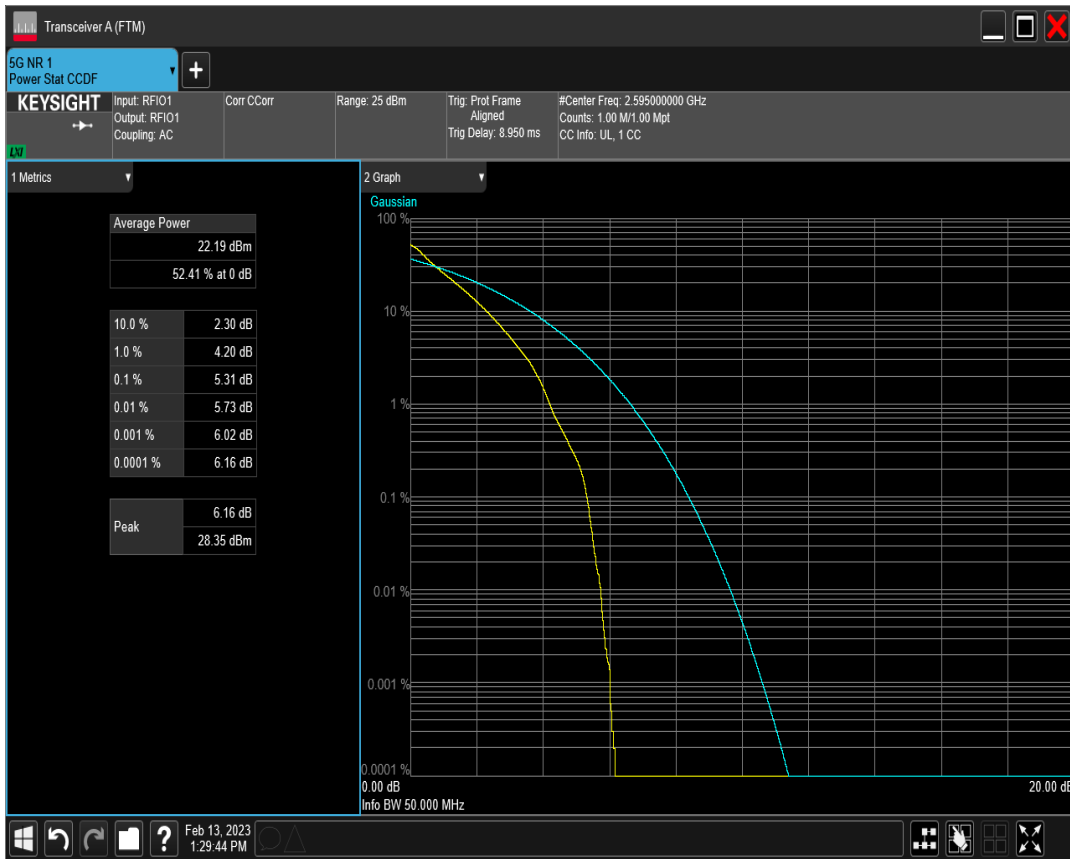 Transceiver A (FTM)
5G NR 1
Power Stat CCDF
+
KEYSIGHT
LXI
Input: RFIO1
Output: RFIO1
Coupling: AC
Corr CCorr
Range: 25 dBm
Trig: Prot Frame
Aligned
Trig Delay: 8.950 ms
#Center Freq: 2.595000000 GHz
Counts: 1.00 M/1.00 Mpt
CC Info: UL, 1 CC
1 Metrics
Average Power
22.19 dBm
52.41 % at 0 dB
10.0 % 2.30 dB
1.0 % 4.20 dB
0.1 % 5.31 dB
0.01 % 5.73 dB
0.001 % 6.02 dB
0.0001 % 6.16 dB
Peak
6.16 dB
28.35 dBm
2 Graph
Gaussian
100 %
10 %
1 %
0.1 %
0.01 %
0.001 %
0.0001 %
0.00 dB 20.00 dB
Info BW 50.000 MHz
?
Feb 13, 2023
1:29:44 PM